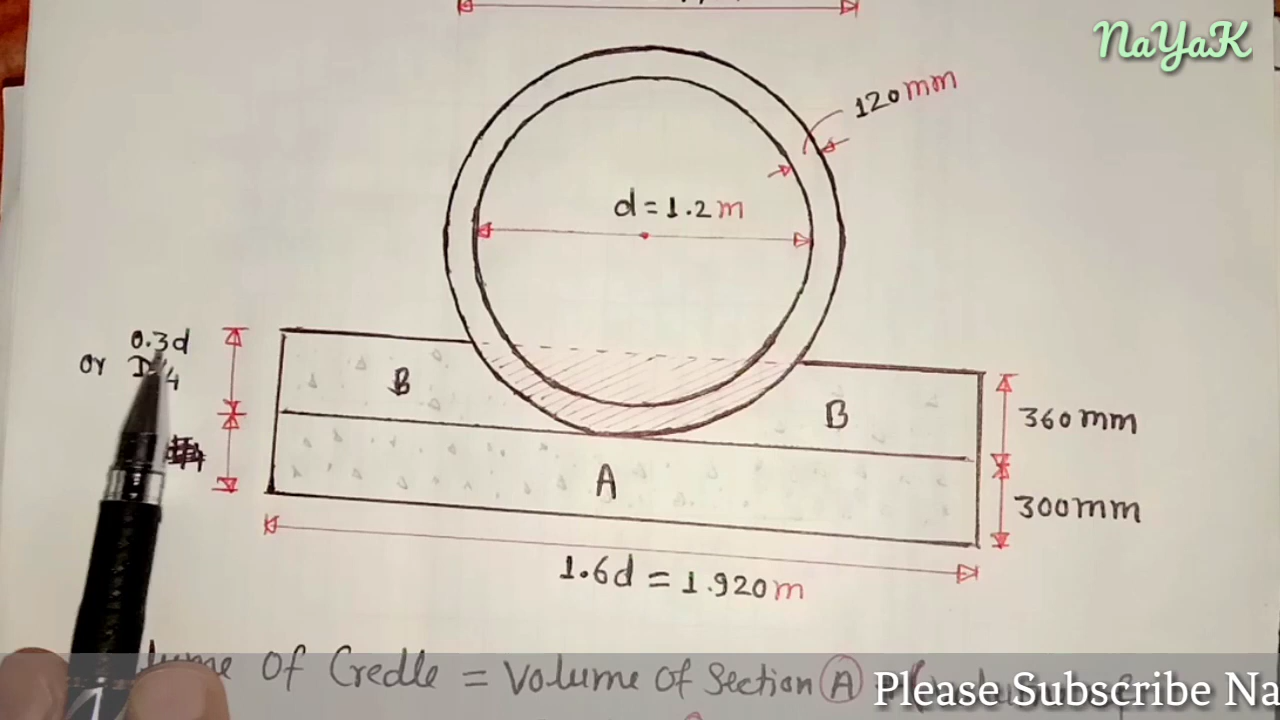 NaYaK
120mm
d = 1.2 m
0.3d
or
B
B
360mm
A
300mm
1.6d = 1.920m
Of Credle = Volume Of Section A
Please Subscribe Na